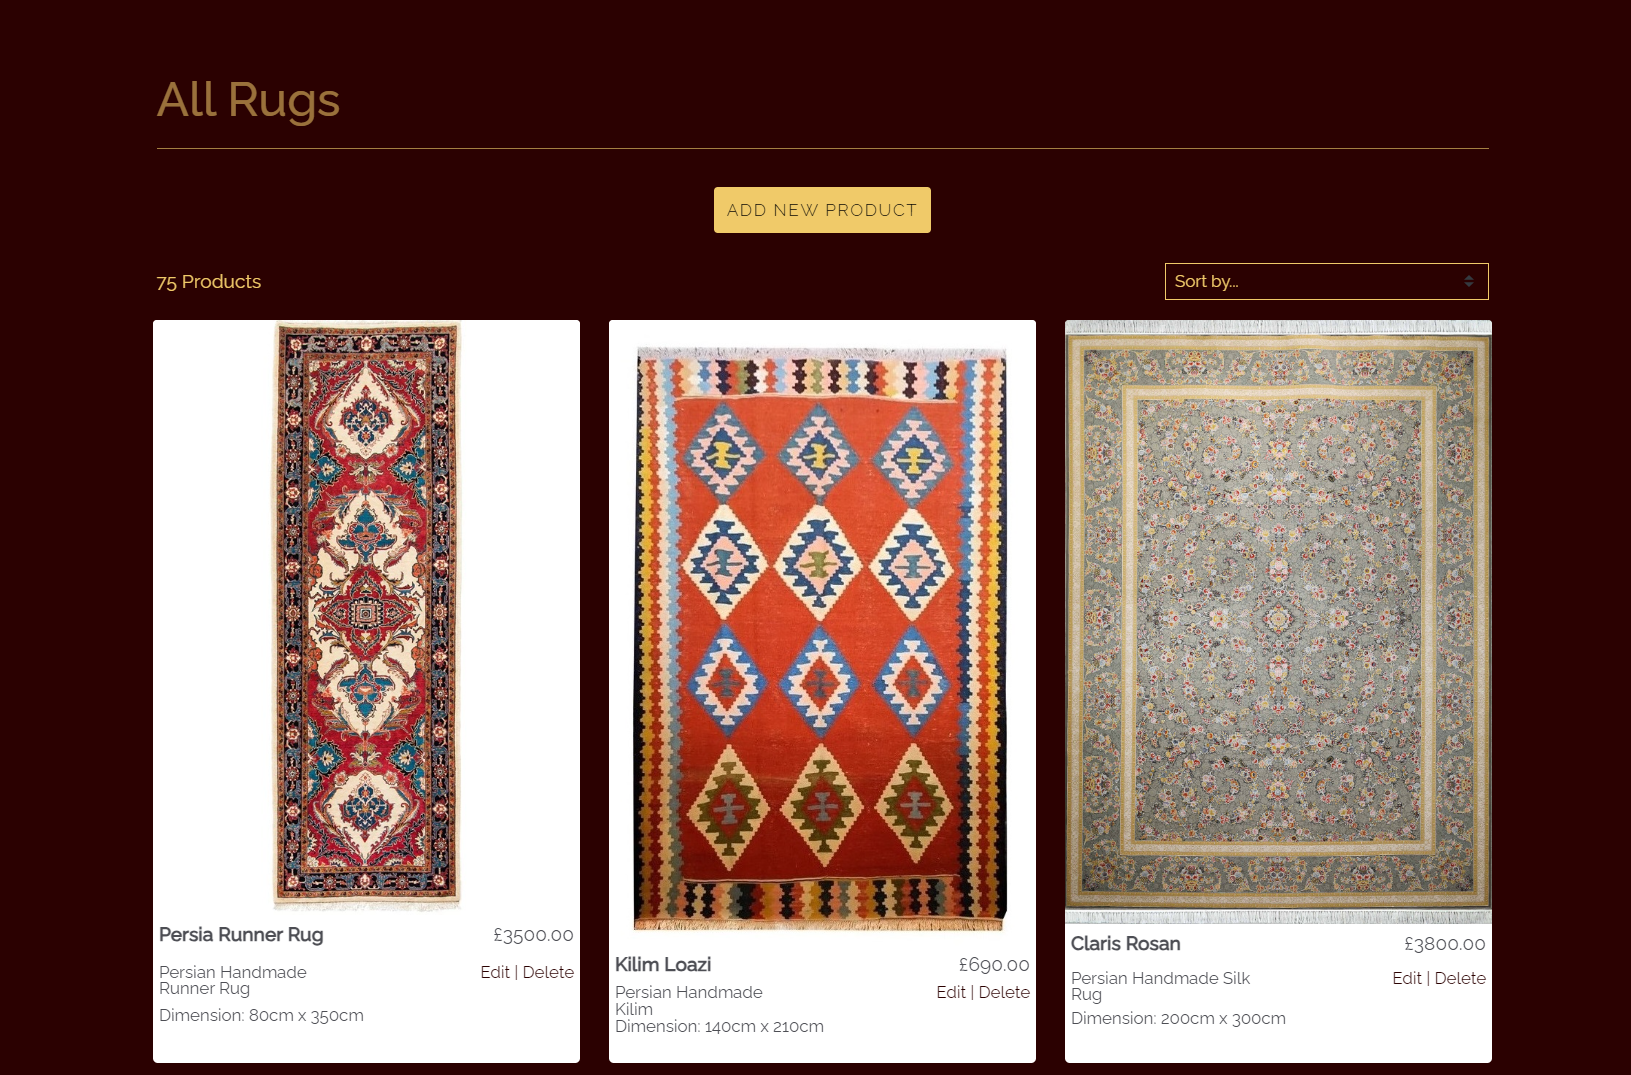 All Rugs
ADD NEW PRODUCT
75 Products
Sort by...
Persia Runner Rug
£3500.00
Persian Handmade
Runner Rug
Edit | Delete
Dimension: 80cm x 350cm
Kilim Loazi
£690.00
Persian Handmade
Kilim
Edit | Delete
Dimension: 140cm x 210cm
Claris Rosan
£3800.00
Persian Handmade Silk
Rug
Edit | Delete
Dimension: 200cm x 300cm